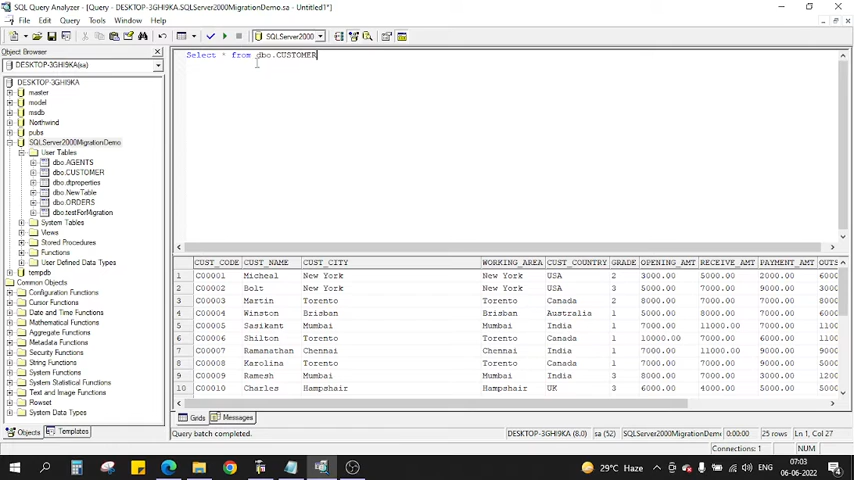 SQL Query Analyzer - [Query - DESKTOP-3GHI9KA.SQLServer2000MigrationDemo.sa - Untitled1*]
File Edit Query Tools Window Help
SQLServer2000
Object Browser
DESKTOP-3GHI9KA(sa)
DESKTOP-3GHI9KA
master
model
msdb
Northwind
pubs
SQLServer2000MigrationDemo
User Tables
dbo.AGENTS
dbo.CUSTOMER
dbo.dtproperties
dbo.NewTable
dbo.ORDERS
dbo.testForMigration
System Tables
Views
Stored Procedures
Functions
User Defined Data Types
tempdb
Common Objects
Configuration Functions
Cursor Functions
Date and Time Functions
Mathematical Functions
Aggregate Functions
Metadata Functions
Security Functions
String Functions
System Functions
System Statistical Functions
Text and Image Functions
Rowset
System Data Types
Objects Templates
Select * from dbo.CUSTOMER
CUST_CODE CUST_NAME CUST_CITY WORKING_AREA CUST_COUNTRY GRADE OPENING_AMT RECEIVE_AMT PAYMENT_AMT OUTS
1 C00001 Micheal New York New York USA 2 3000.00 5000.00 2000.00 6000
2 C00002 Bolt New York New York USA 3 5000.00 7000.00 9000.00 3000
3 C00003 Martin Torento Torento Canada 2 8000.00 7000.00 7000.00 8000
4 C00004 Winston Brisban Brisban Australia 1 5000.00 8000.00 7000.00 6000
5 C00005 Sasikant Mumbai Mumbai India 1 7000.00 11000.00 7000.00 1100
6 C00006 Shilton Torento Torento Canada 1 10000.00 7000.00 6000.00 1100
7 C00007 Ramanathan Chennai Chennai India 1 7000.00 11000.00 9000.00 9000
8 C00008 Karolina Torento Torento Canada 1 7000.00 7000.00 9000.00 5000
9 C00009 Ramesh Mumbai Mumbai India 3 8000.00 7000.00 3000.00 1200
10 C00010 Charles Hampshair Hampshair UK 3 6000.00 4000.00 5000.00 5000
Grids Messages
Query batch completed. DESKTOP-3GHI9KA (8.0) sa (52) SQLServer2000MigrationDemo 0:00:00 25 rows Ln 1, Col 27
Connections: 1 NUM
29°C Haze ENG 07:03
06-06-2022 4